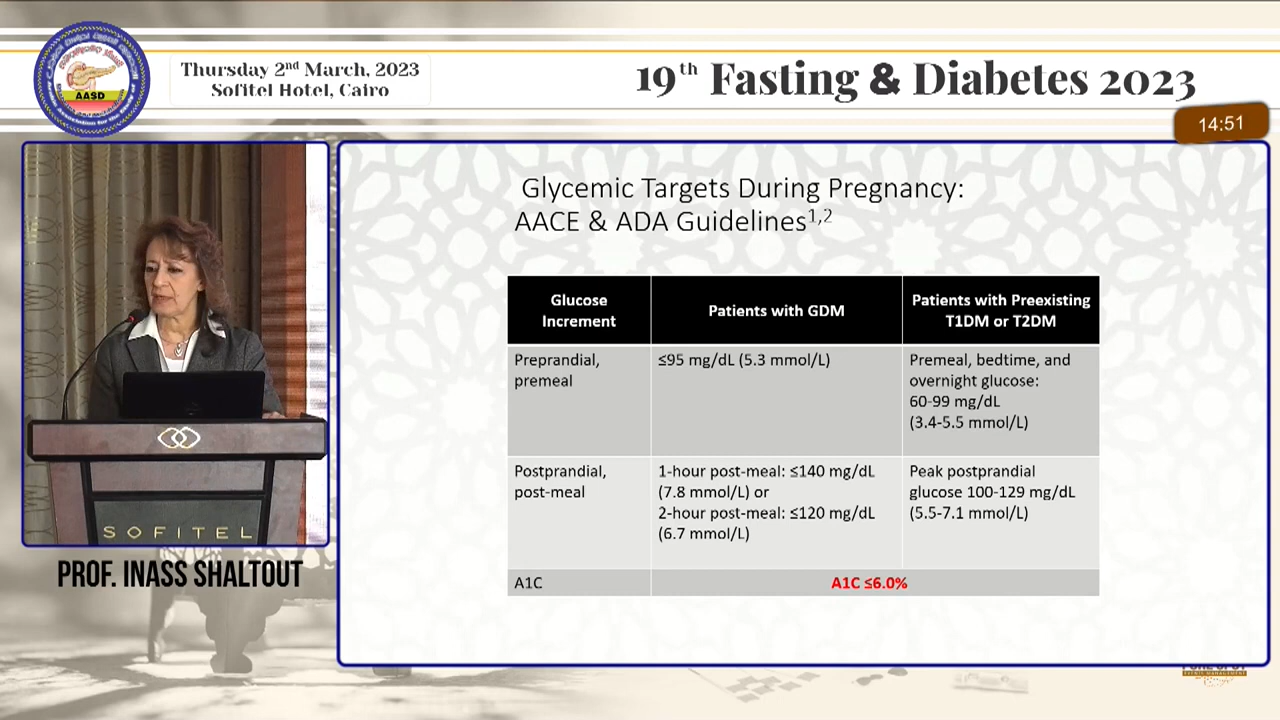 AASD
Thursday 2nd March, 2023
Sofitel Hotel, Cairo
19th Fasting & Diabetes 2023
14:51
Glycemic Targets During Pregnancy:
AACE & ADA Guidelines1,2
Glucose
Increment
Patients with GDM
Patients with Preexisting
T1DM or T2DM
Preprandial,
premeal
≤95 mg/dL (5.3 mmol/L)
Premeal, bedtime, and
overnight glucose:
60-99 mg/dL
(3.4-5.5 mmol/L)
Postprandial,
post-meal
1-hour post-meal: ≤140 mg/dL
(7.8 mmol/L) or
2-hour post-meal: ≤120 mg/dL
(6.7 mmol/L)
Peak postprandial
glucose 100-129 mg/dL
(5.5-7.1 mmol/L)
A1C
A1C ≤6.0%
SOFITEL
PROF. INASS SHALTOUT